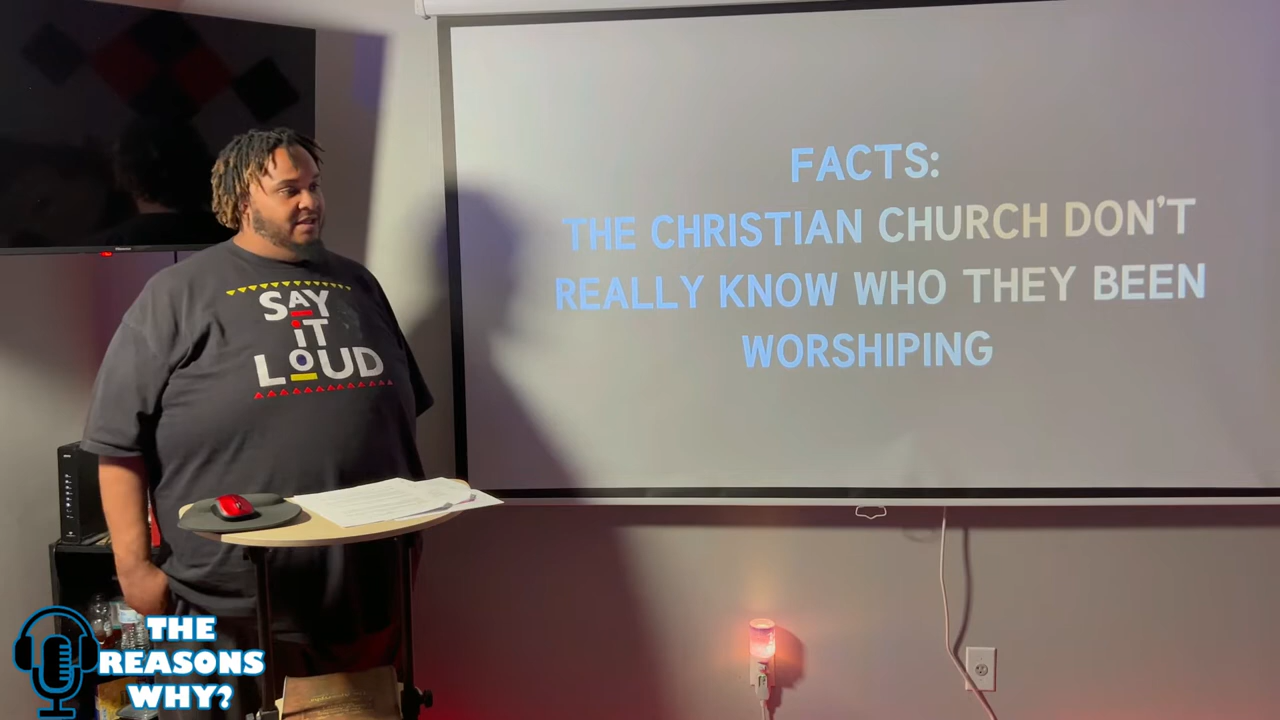 FACTS:
THE CHRISTIAN CHURCH DON'T
REALLY KNOW WHO THEY BEEN
WORSHIPING
SAY
iT
LOUD
THE
REASONS
WHY?